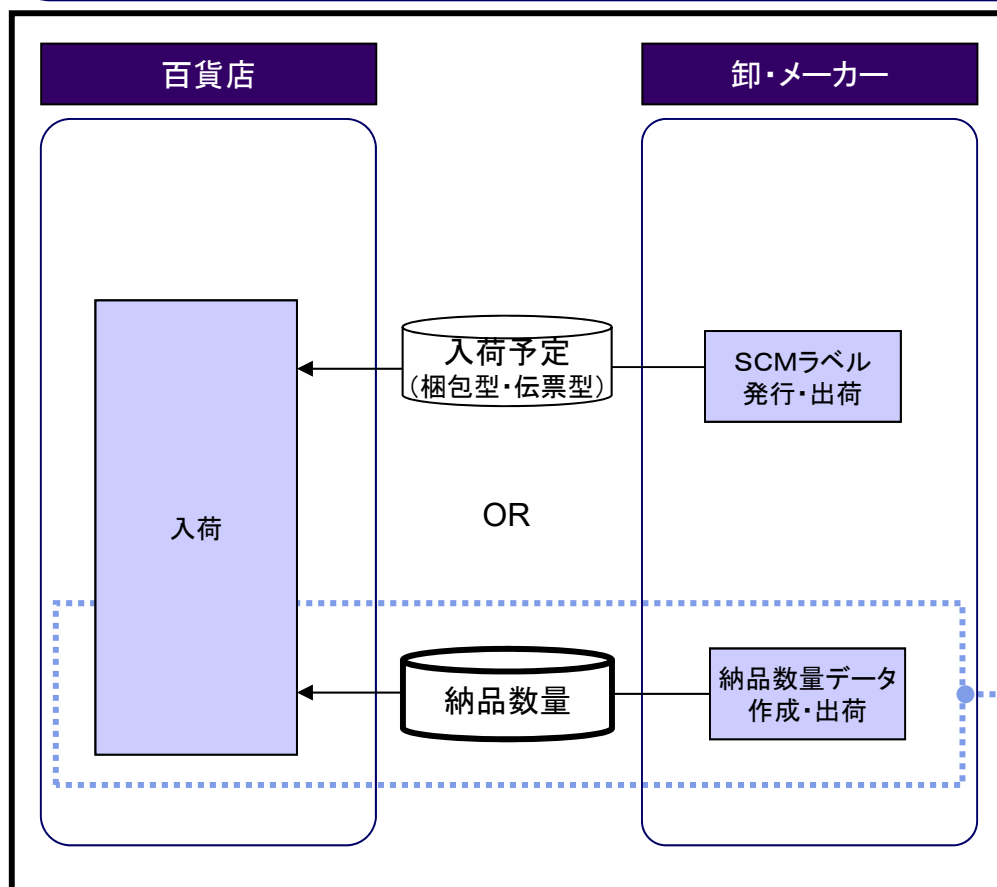 百貨店
卸・メーカー
入荷予定
（梱包型・伝票型）
ＳＣＭラベル
発行・出荷
OR
入荷
納品数量
納品数量データ
作成・出荷